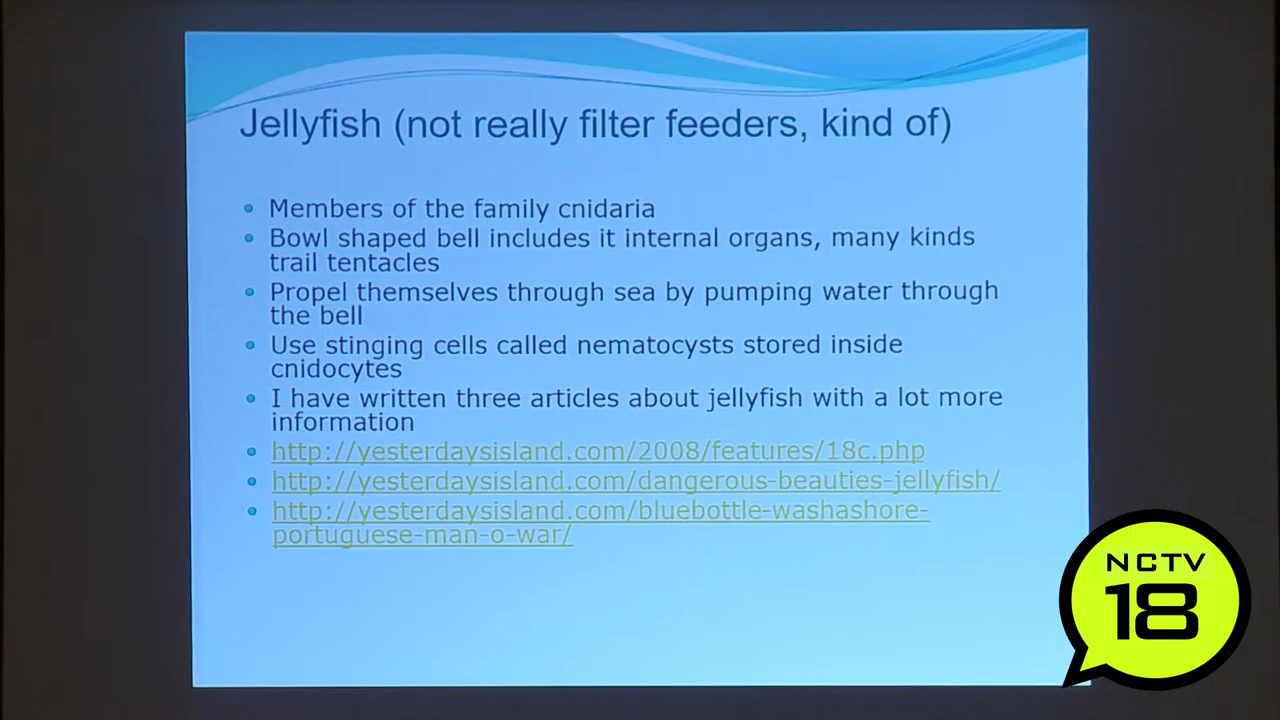 Jellyfish (not really filter feeders, kind of)
Members of the family cnidaria
Bowl shaped bell includes it internal organs, many kinds
trail tentacles
Propel themselves through sea by pumping water through
the bell
Use stinging cells called nematocysts stored inside
cnidocytes
I have written three articles about jellyfish with a lot more
information
http://yesterdaysisland.com/2008/features/18c.php
http://yesterdaysisland.com/dangerous-beauties-jellyfish/
http://yesterdaysisland.com/bluebottle-washashore-
portuguese-man-o-war/
NCTV
18